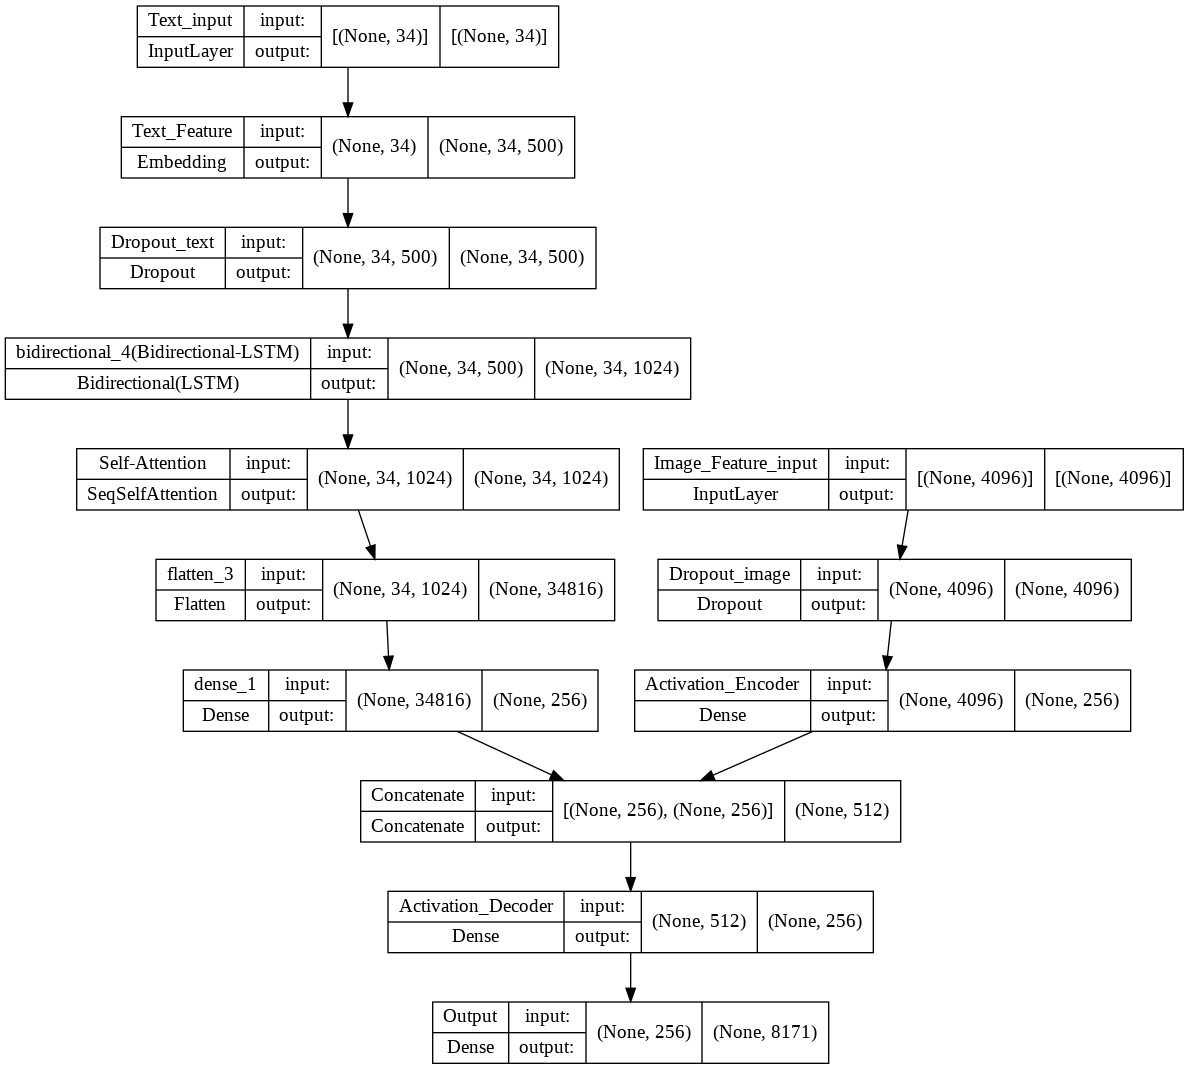 Text_input input: [(None, 34)] [(None, 34)]
InputLayer output:
Text_Feature input: (None, 34) (None, 34, 500)
Embedding output:
Dropout_text input: (None, 34, 500) (None, 34, 500)
Dropout output:
bidirectional_4(Bidirectional-LSTM) input: (None, 34, 500) (None, 34, 1024)
Bidirectional(LSTM) output:
Self-Attention input: (None, 34, 1024) (None, 34, 1024)
SeqSelfAttention output:
Image_Feature_input input: [(None, 4096)] [(None, 4096)]
InputLayer output:
flatten_3 input: (None, 34, 1024) (None, 34816)
Flatten output:
Dropout_image input: (None, 4096) (None, 4096)
Dropout output:
dense_1 input: (None, 34816) (None, 256)
Dense output:
Activation_Encoder input: (None, 4096) (None, 256)
Dense output:
Concatenate input: [(None, 256), (None, 256)] (None, 512)
Concatenate output:
Activation_Decoder input: (None, 512) (None, 256)
Dense output:
Output input: (None, 256) (None, 8171)
Dense output: